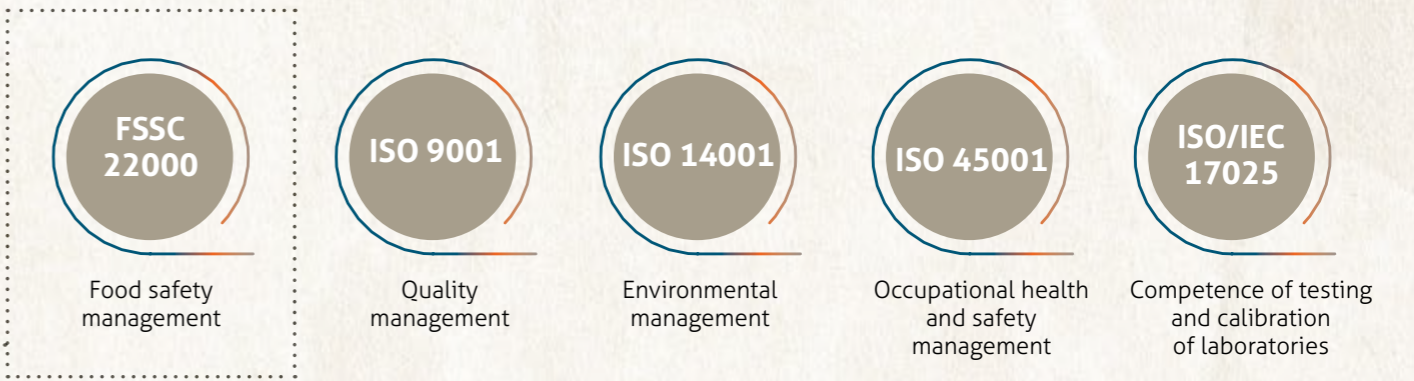 FSSC
22000
Food safety
management
ISO 9001
Quality
management
ISO 14001
Environmental
management
ISO 45001
Occupational health
and safety
management
ISO/IEC
17025
Competence of testing
and calibration
of laboratories